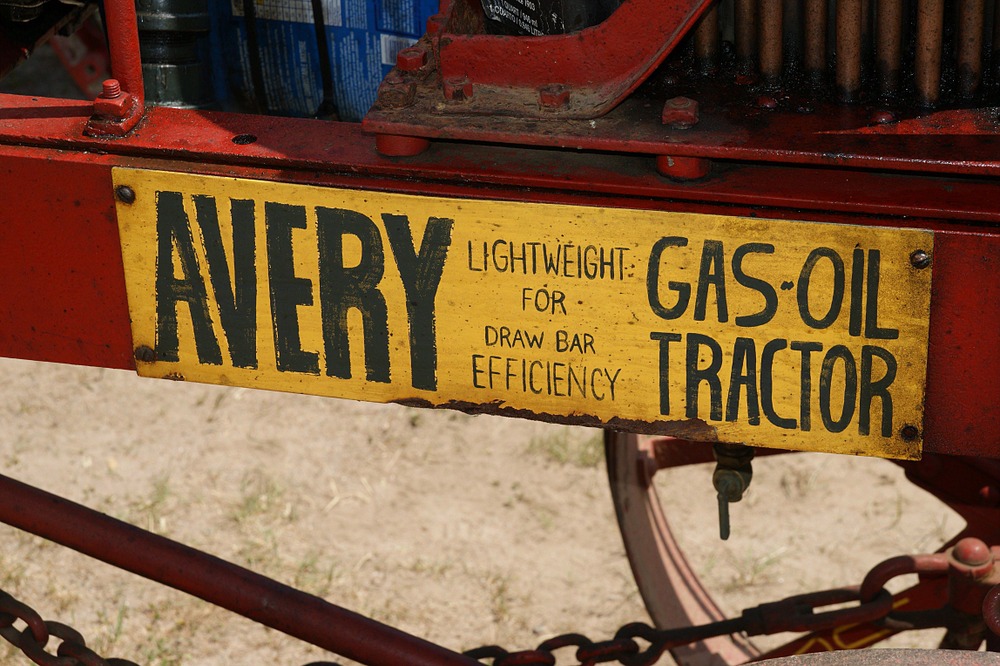 AVERY
LIGHTWEIGHT
FOR
DRAW BAR
EFFICIENCY
GAS-OIL
TRACTOR